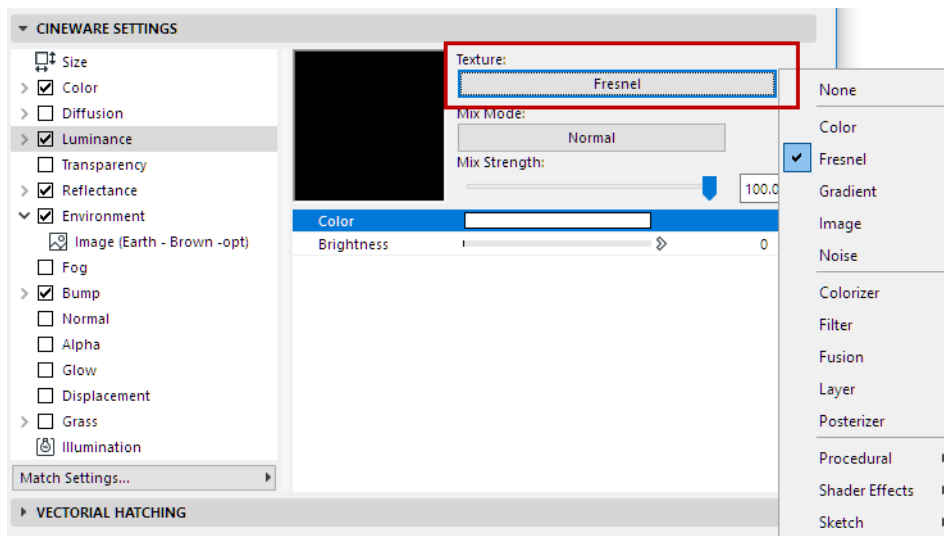 CINEWARE SETTINGS
Size
Color
Diffusion
Luminance
Transparency
Reflectance
Environment
Image (Earth - Brown -opt)
Fog
Bump
Normal
Alpha
Glow
Displacement
Grass
Illumination
Match Settings...
Texture:
Fresnel
Mix Mode:
Normal
Mix Strength:
100.0
Color
Brightness
0
None
Color
Fresnel
Gradient
Image
Noise
Colorizer
Filter
Fusion
Layer
Posterizer
Procedural
Shader Effects
Sketch
VECTORIAL HATCHING